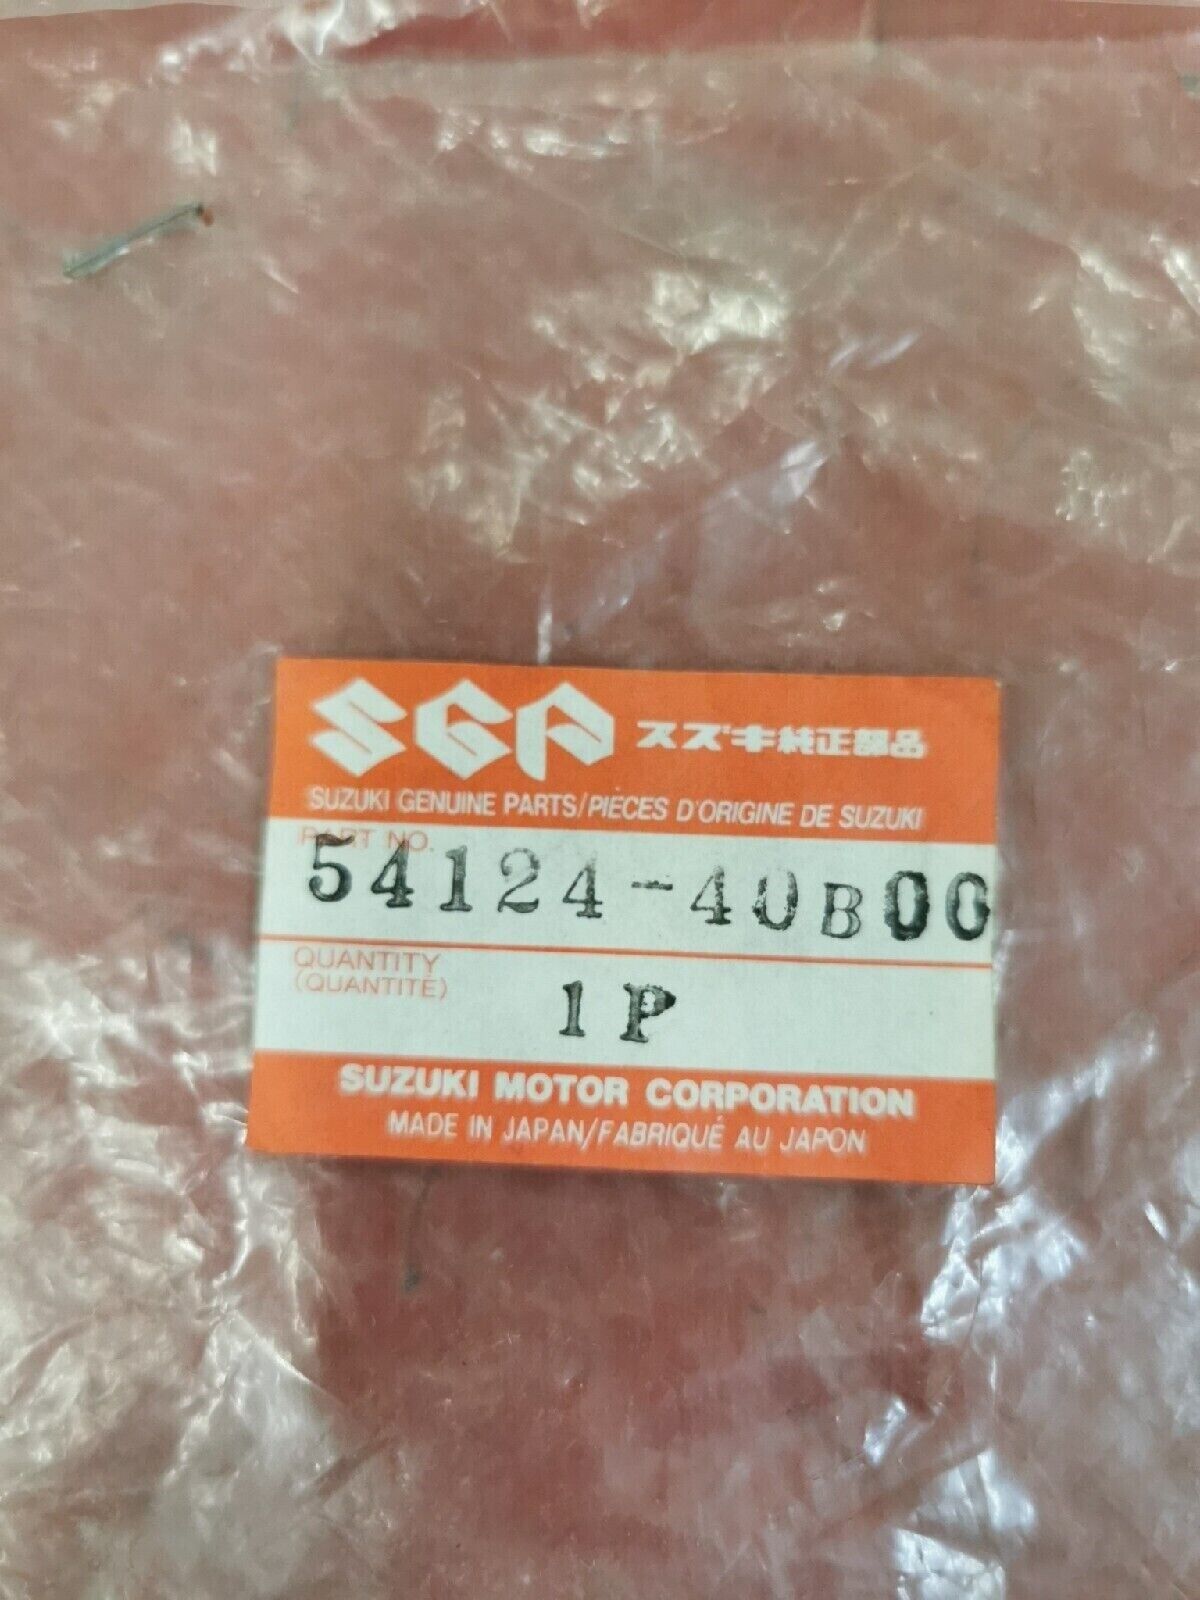 SGP スズキ純正部品
SUZUKI GENUINE PARTS/PIÈCES D'ORIGINE DE SUZUKI
PART NO.
54124-40B00
QUANTITY
(QUANTITÉ)
1P
SUZUKI MOTOR CORPORATION
MADE IN JAPAN/FABRIQUÉ AU JAPON